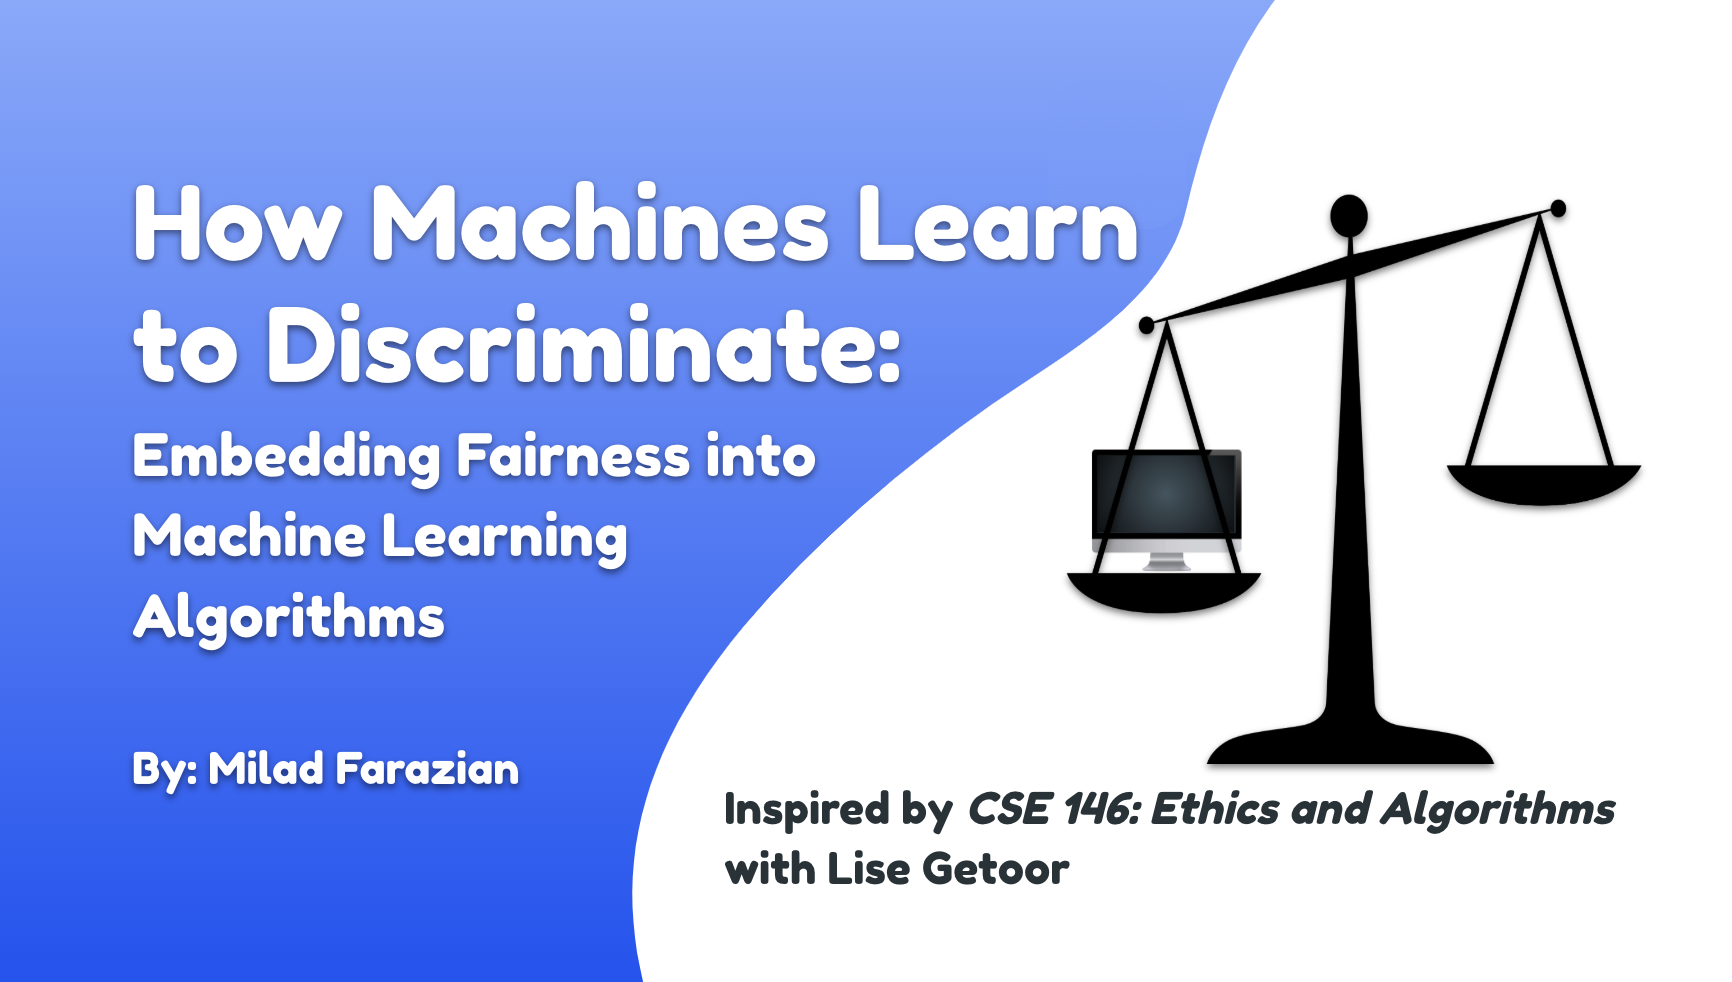 How Machines Learn
to Discriminate:
Embedding Fairness into
Machine Learning
Algorithms
By: Milad Farazian
Inspired by CSE 146: Ethics and Algorithms
with Lise Getoor